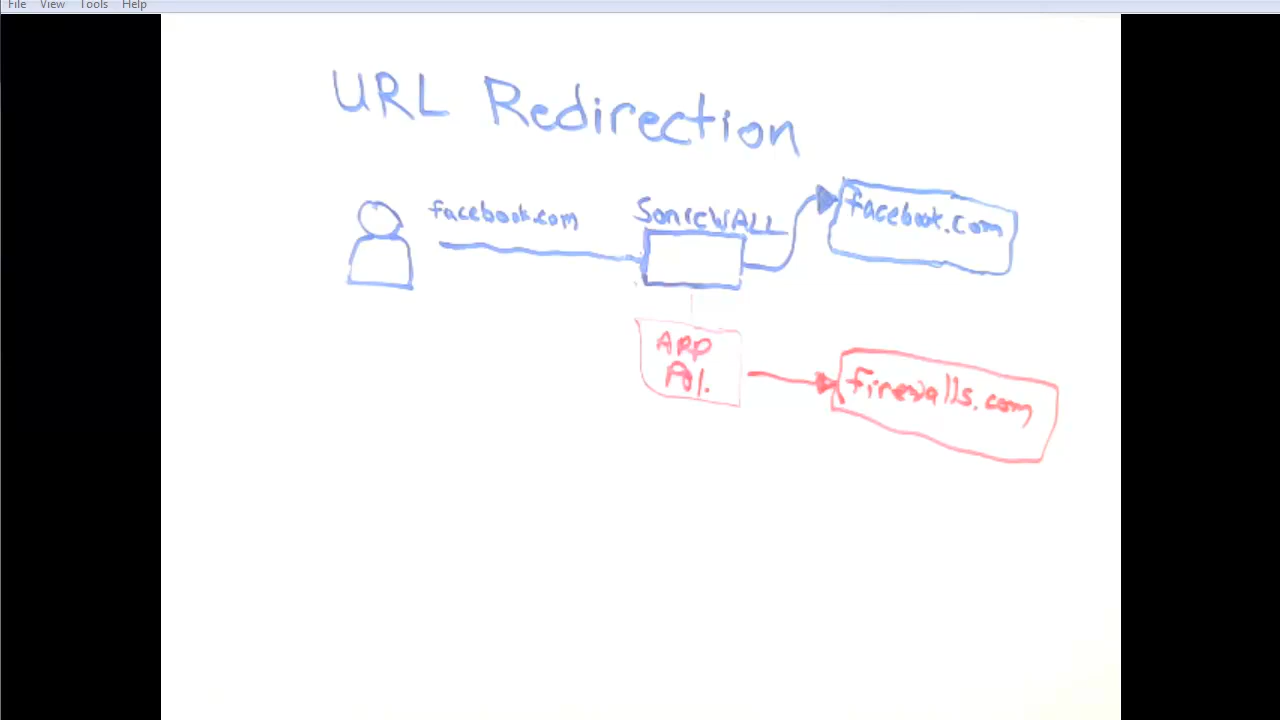 File View Tools Help
URL Redirection
facebook.com
SonicWALL
facebook.com
APP
Pol.
firewalls.com